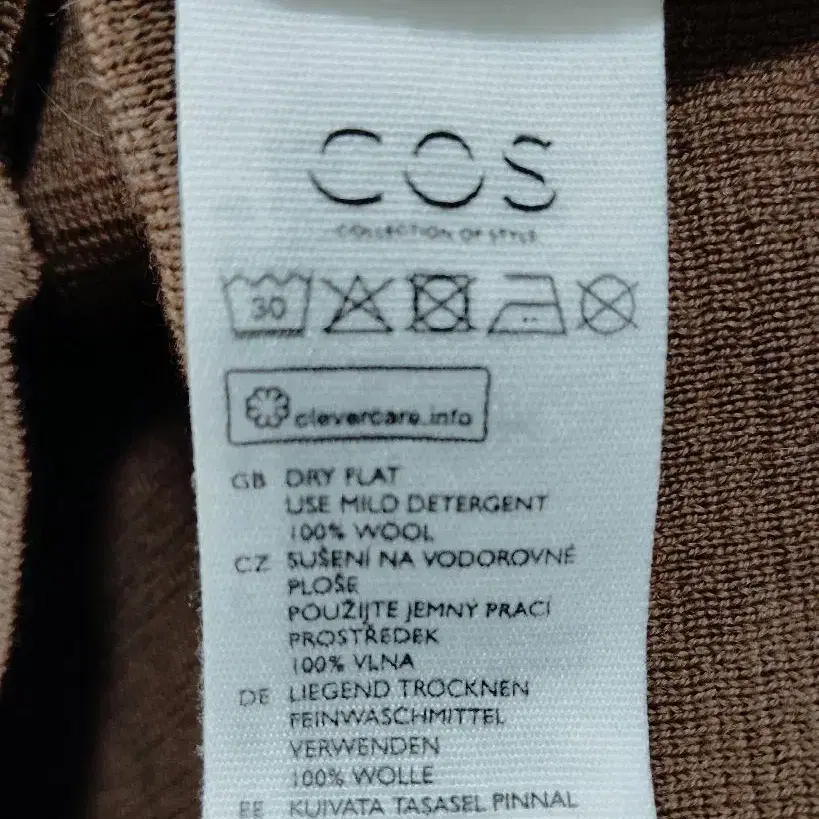 COS
COLLECTION OF STYLE
30
clevercare.info
GB DRY FLAT
USE MILD DETERGENT
100% WOOL
CZ SUŠENÍ NA VODOROVNÉ
PLOŠE
POUŽIJTE JEMNÝ PRACÍ
PROSTŘEDEK
100% VLNA
DE LIEGEND TROCKNEN
FEINWASCHMITTEL
VERWENDEN
100% WOLLE
EE KUIVATA TASASEL PINNAL